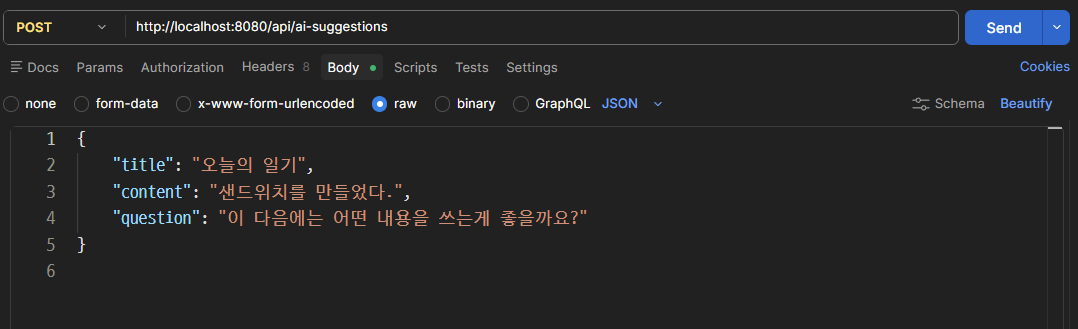 POST http://localhost:8080/api/ai-suggestions Send
Docs Params Authorization Headers 8 Body Scripts Tests Settings Cookies
none form-data x-www-form-urlencoded raw binary GraphQL JSON Schema Beautify
1 {
2 "title": "오늘의 일기",
3 "content": "샌드위치를 만들었다.",
4 "question": "이 다음에는 어떤 내용을 쓰는게 좋을까요?"
5 }
6